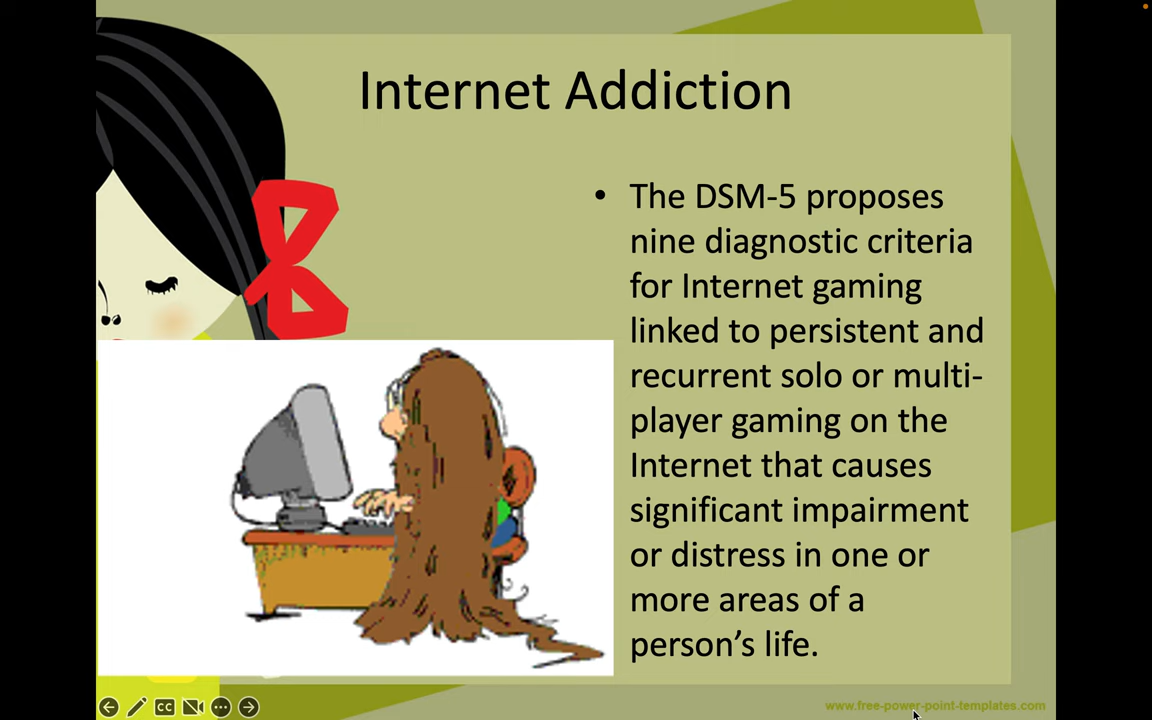 Internet Addiction
• The DSM-5 proposes
nine diagnostic criteria
for Internet gaming
linked to persistent and
recurrent solo or multi-
player gaming on the
Internet that causes
significant impairment
or distress in one or
more areas of a
person’s life.
CC
www.free-power-point-templates.com